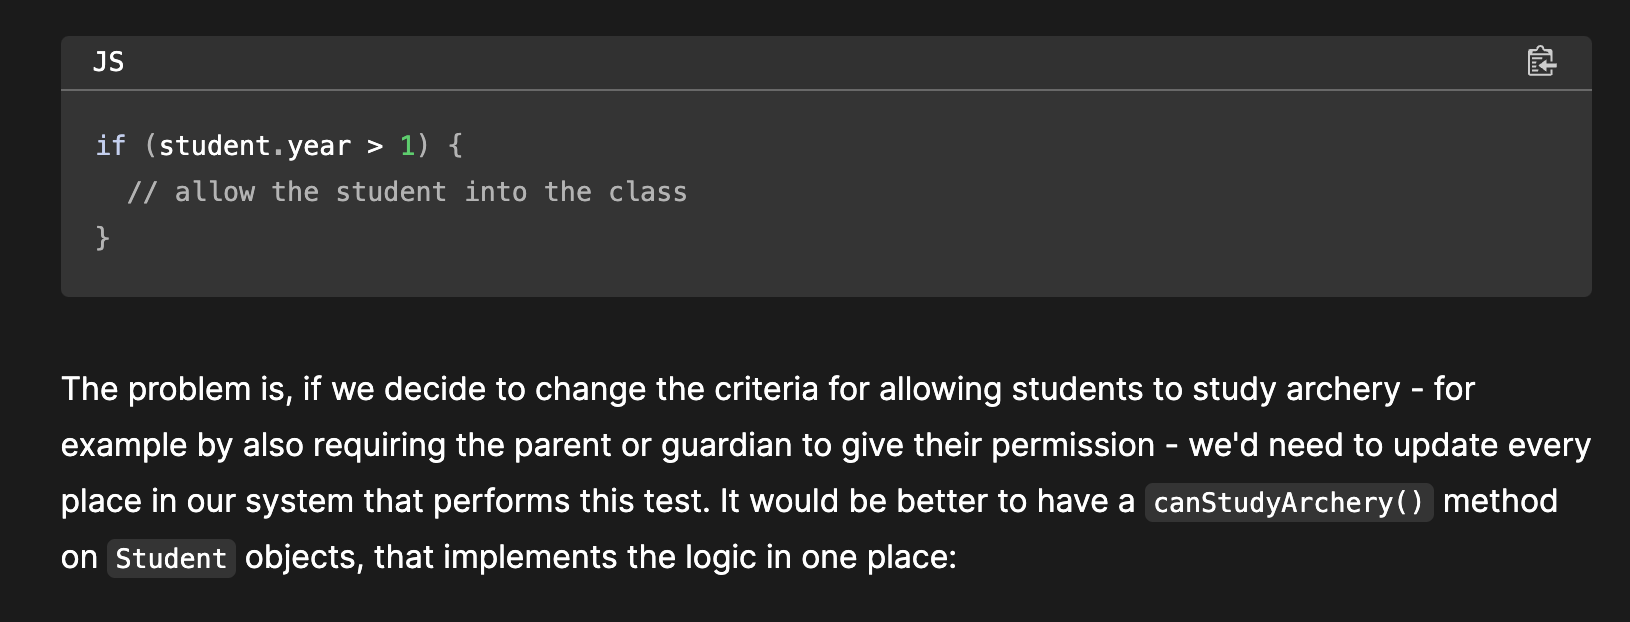 JS
if (student.year > 1) {
  // allow the student into the class
}
The problem is, if we decide to change the criteria for allowing students to study archery - for
example by also requiring the parent or guardian to give their permission - we'd need to update every
place in our system that performs this test. It would be better to have a canStudyArchery() method
on Student objects, that implements the logic in one place: